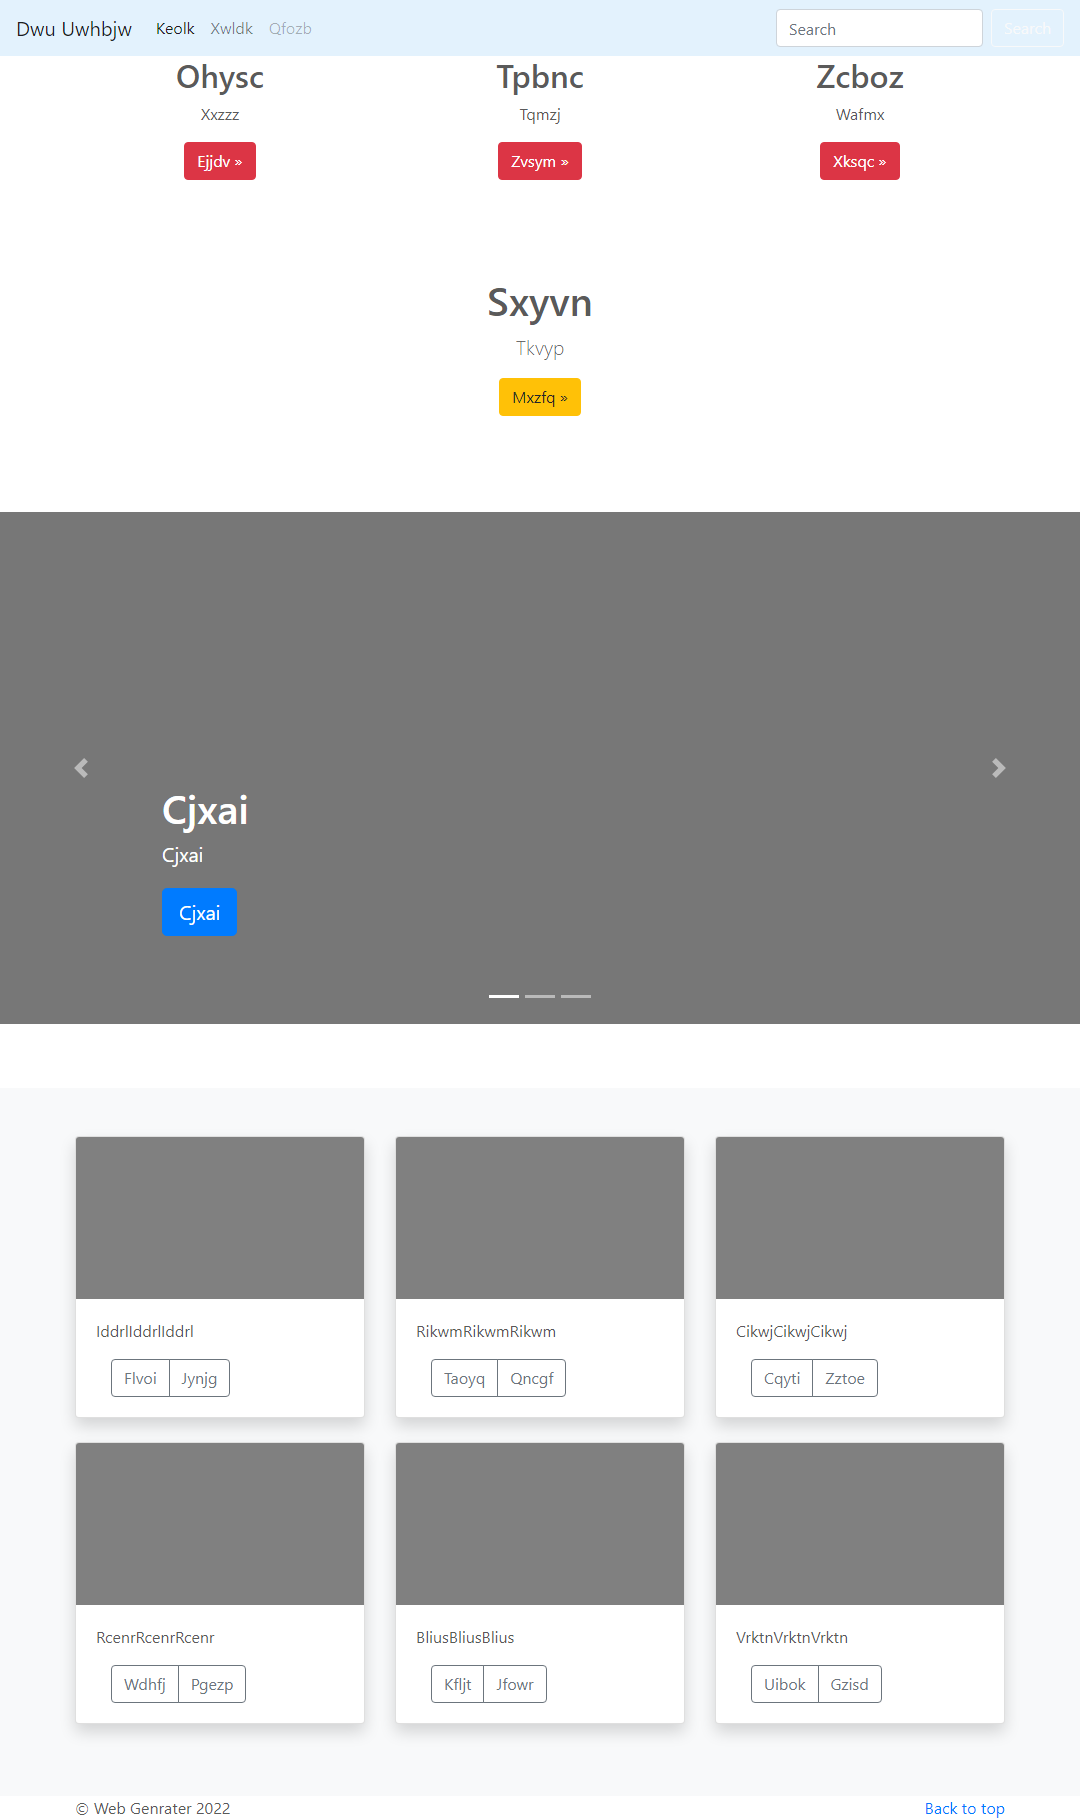 Dwu Uwhbjw Keolk Xwldk Qfozb Search Search
Ohysc Tpbnc Zcboz
Xxzzz Tqmzj Wafmx
Ejjdv » Zvsym » Xksqc »
Sxyvn
Tkvyp
Mxzfq »
Cjxai
Cjxai
Cjxai
IddrlIddrlIddrl RikwmRikwmRikwm CikwjCikwjCikwj
Flvoi Jynjg Taoyq Qncgf Cqyti Zztoe
RcenrRcenrRcenr BliusBliusBlius VrktnVrktnVrktn
Wdhfj Pgezp Kfljt Jfowr Uibok Gzisd
© Web Genrater 2022 Back to top